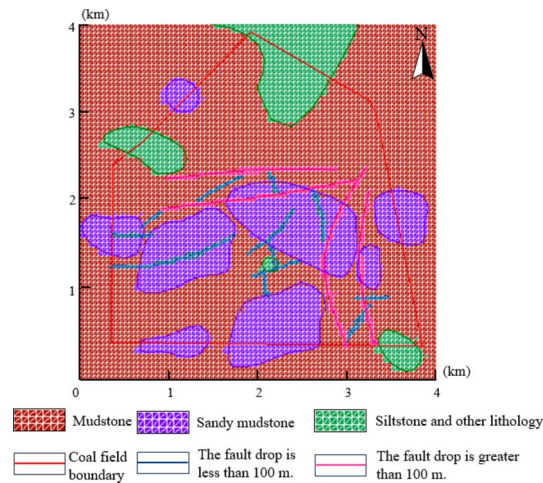 (km)
4
N
3
2
1
(km)
0 1 2 3 4
Mudstone Sandy mudstone Siltstone and other lithology
Coal field boundary
The fault drop is less than 100 m.
The fault drop is greater than 100 m.